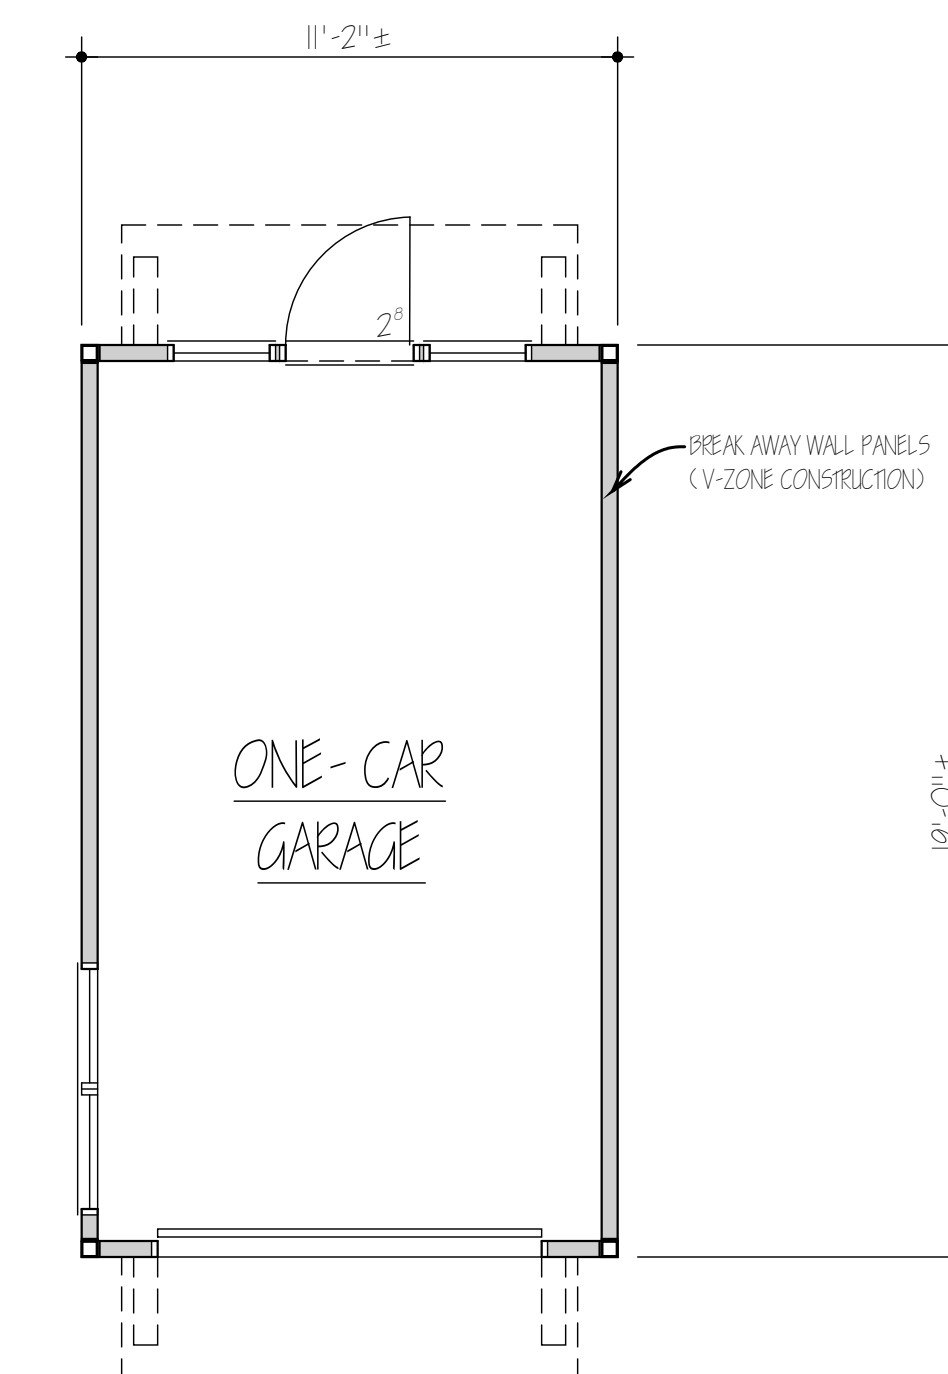 11'-2"±
2⁸
BREAK AWAY WALL PANELS
( V-ZONE CONSTRUCTION)
ONE- CAR
GARAGE
19'-0"